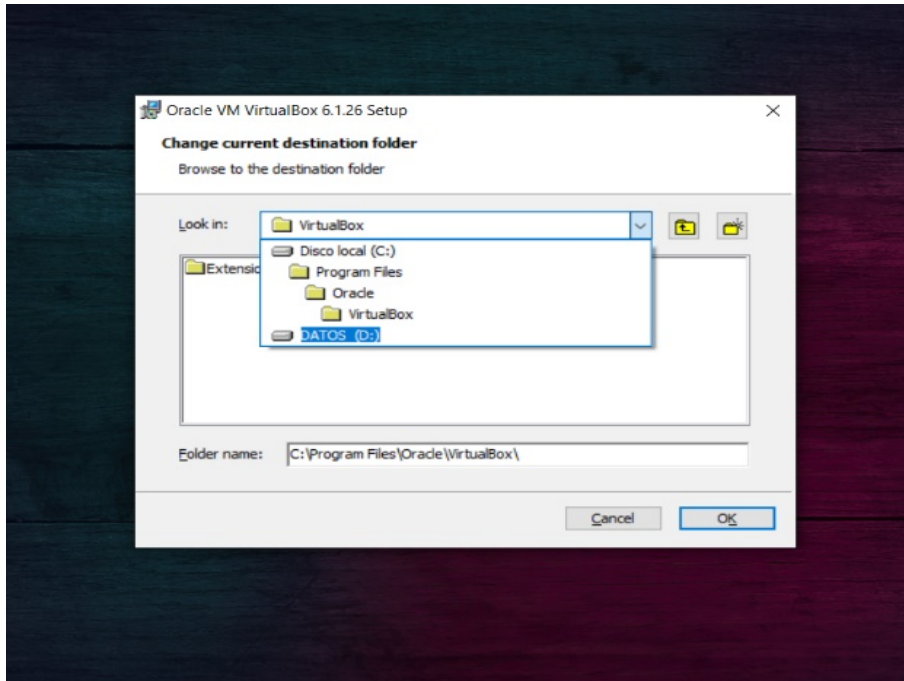 Oracle VM VirtualBox 6.1.26 Setup
Change current destination folder
Browse to the destination folder
Look in:
VirtualBox
Disco local (C:)
Program Files
Oracle
VirtualBox
DATOS (D:)
Extensio
Folder name:
C:\Program Files\Oracle\VirtualBox\
Cancel
OK